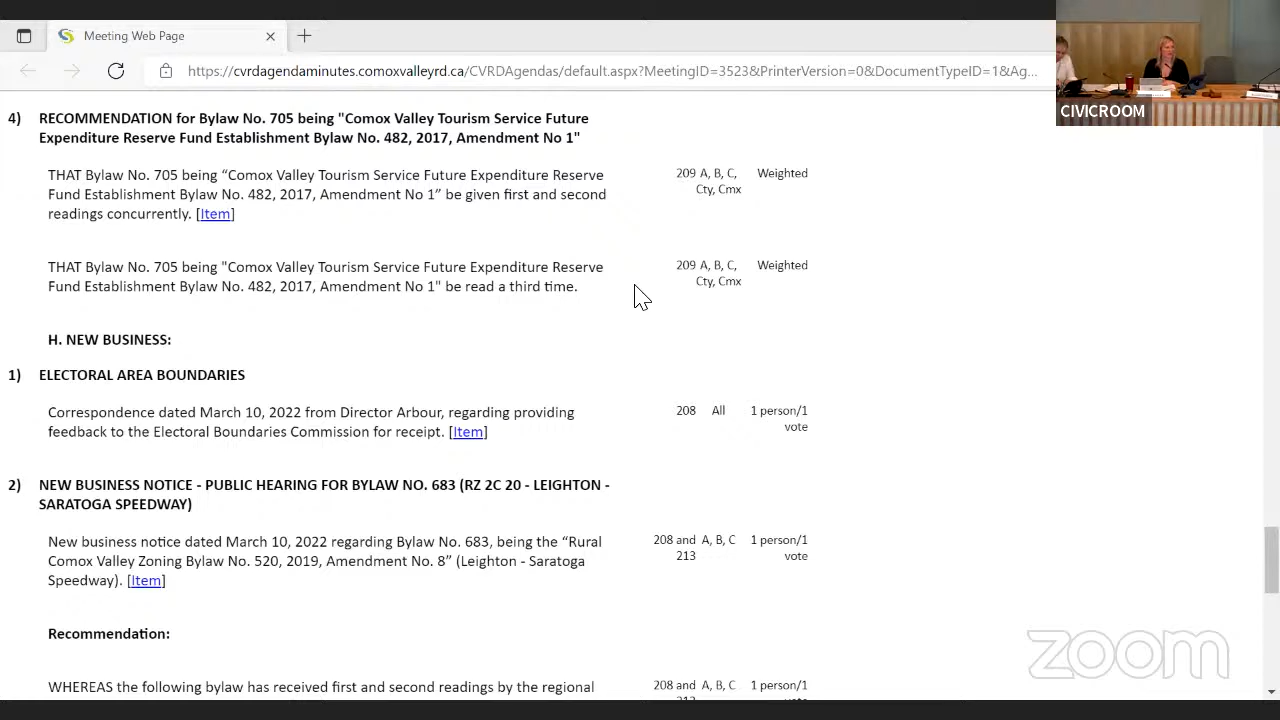 Meeting Web Page
https://cvrdagendaminutes.comoxvalleyrd.ca/CVRDAgendas/default.aspx?MeetingID=3523&PrinterVersion=0&DocumentTypeID=1&Ag...
CIVICROOM
4) RECOMMENDATION for Bylaw No. 705 being "Comox Valley Tourism Service Future
Expenditure Reserve Fund Establishment Bylaw No. 482, 2017, Amendment No 1"
THAT Bylaw No. 705 being “Comox Valley Tourism Service Future Expenditure Reserve 209 A, B, C, Weighted
Fund Establishment Bylaw No. 482, 2017, Amendment No 1” be given first and second Cty, Cmx
readings concurrently. [Item]
THAT Bylaw No. 705 being "Comox Valley Tourism Service Future Expenditure Reserve 209 A, B, C, Weighted
Fund Establishment Bylaw No. 482, 2017, Amendment No 1" be read a third time. Cty, Cmx
H. NEW BUSINESS:
1) ELECTORAL AREA BOUNDARIES
Correspondence dated March 10, 2022 from Director Arbour, regarding providing 208 All 1 person/1
feedback to the Electoral Boundaries Commission for receipt. [Item] vote
2) NEW BUSINESS NOTICE - PUBLIC HEARING FOR BYLAW NO. 683 (RZ 2C 20 - LEIGHTON -
SARATOGA SPEEDWAY)
New business notice dated March 10, 2022 regarding Bylaw No. 683, being the “Rural 208 and A, B, C 1 person/1
Comox Valley Zoning Bylaw No. 520, 2019, Amendment No. 8” (Leighton - Saratoga 213 vote
Speedway). [Item]
Recommendation:
WHEREAS the following bylaw has received first and second readings by the regional 208 and A, B, C 1 person/1
zoom